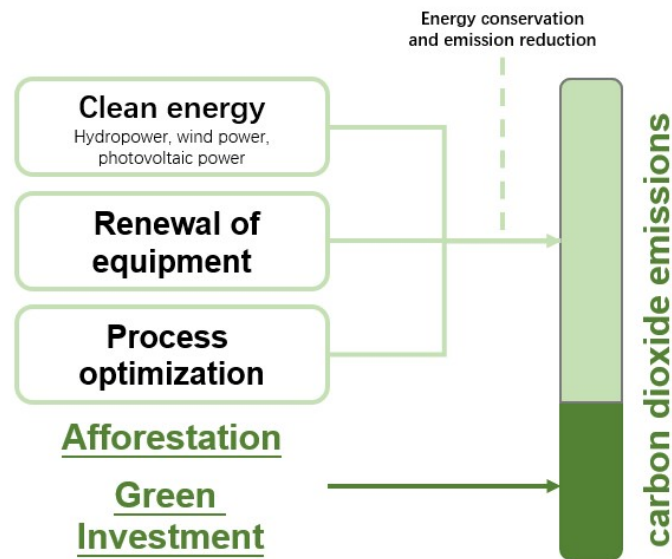 Energy conservation
and emission reduction
Clean energy
Hydropower, wind power,
photovoltaic power
Renewal of
equipment
Process
optimization
Afforestation
Green
Investment
carbon dioxide emissions